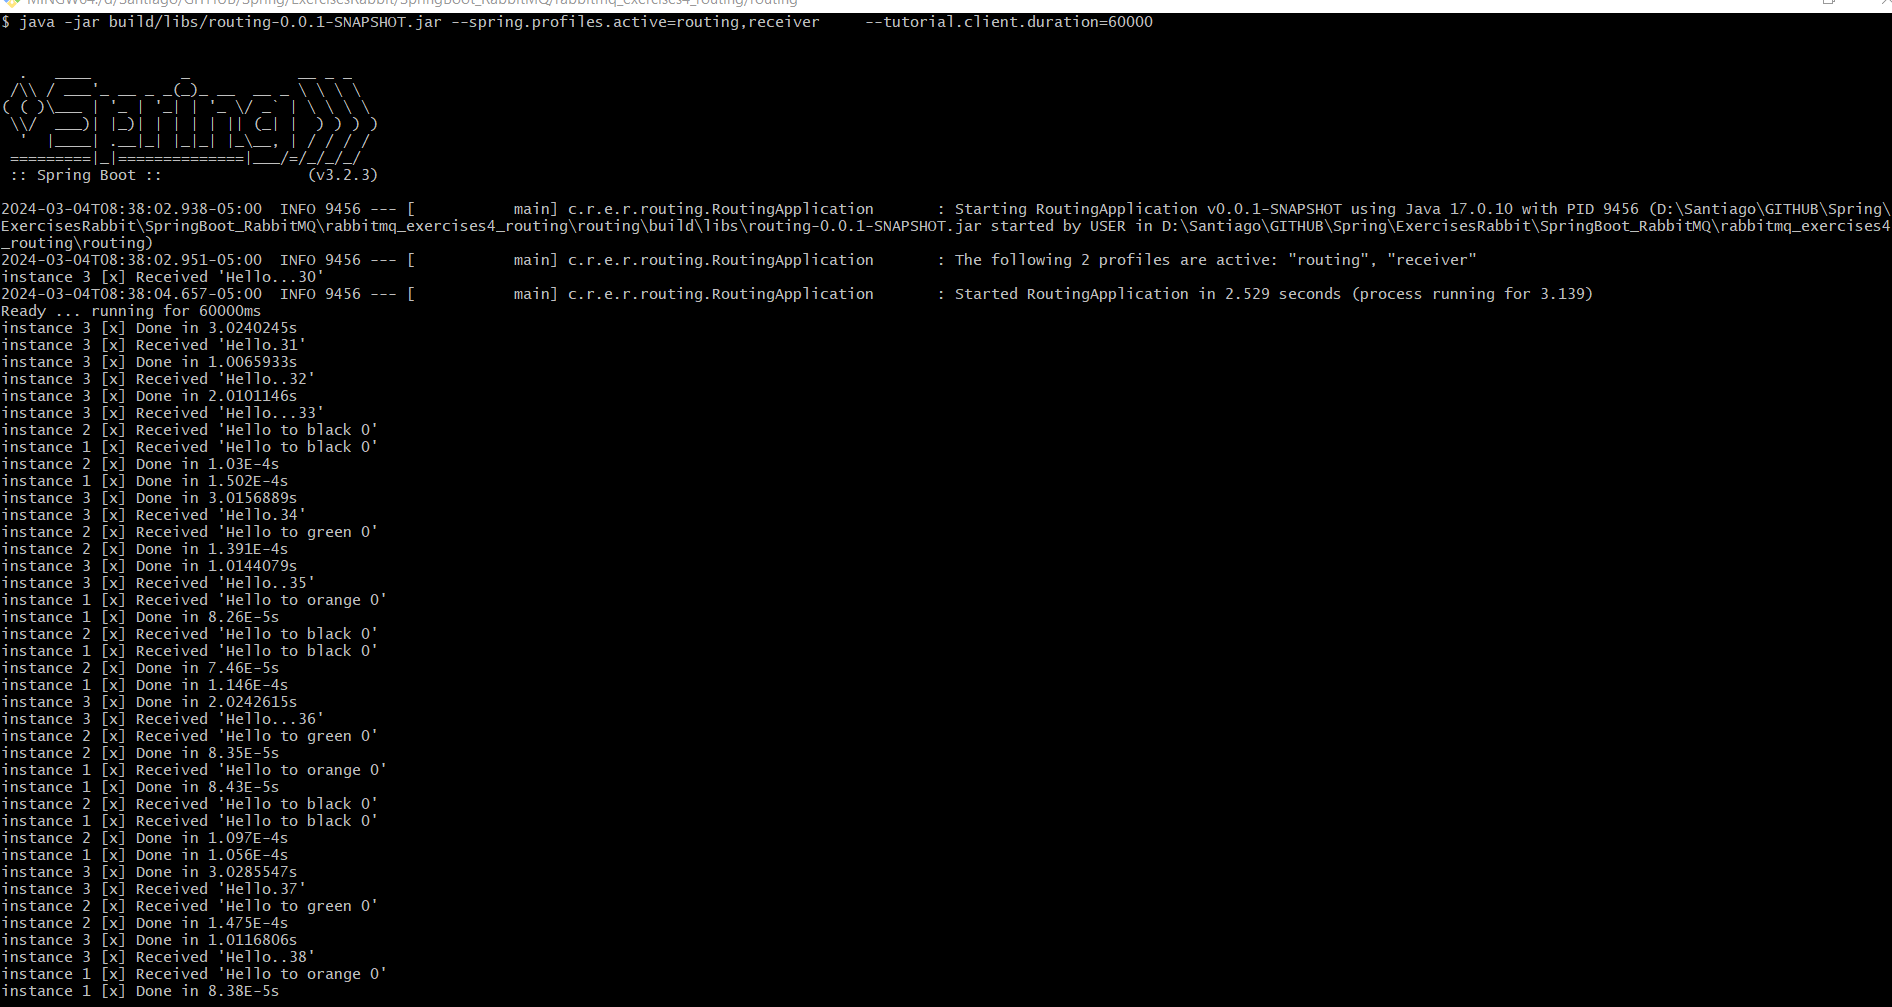 MINGW64:/d/Santiago/GITHUB/Spring/ExercisesRabbit/SpringBoot_RabbitMQ/rabbitmq_exercises4_routing/routing
$ java -jar build/libs/routing-0.0.1-SNAPSHOT.jar --spring.profiles.active=routing,receiver     --tutorial.client.duration=60000
  .   ____          _            __ _ _
 /\\ / ___'_ __ _ _(_)_ __  __ _ \ \ \ \
( ( )\___ | '_ | '_| | '_ \/ _` | \ \ \ \
 \\/  ___)| |_)| | | | | || (_| |  ) ) ) )
  '  |____| .__|_| |_|_| |_\__, | / / / /
 =========|_|==============|___/=/_/_/_/
 :: Spring Boot ::                (v3.2.3)
2024-03-04T08:38:02.938-05:00  INFO 9456 --- [           main] c.r.e.r.routing.RoutingApplication       : Starting RoutingApplication v0.0.1-SNAPSHOT using Java 17.0.10 with PID 9456 (D:\Santiago\GITHUB\Spring\
ExercisesRabbit\SpringBoot_RabbitMQ\rabbitmq_exercises4_routing\routing\build\libs\routing-0.0.1-SNAPSHOT.jar started by USER in D:\Santiago\GITHUB\Spring\ExercisesRabbit\SpringBoot_RabbitMQ\rabbitmq_exercises4
_routing\routing)
2024-03-04T08:38:02.951-05:00  INFO 9456 --- [           main] c.r.e.r.routing.RoutingApplication       : The following 2 profiles are active: "routing", "receiver"
instance 3 [x] Received 'Hello...30'
2024-03-04T08:38:04.657-05:00  INFO 9456 --- [           main] c.r.e.r.routing.RoutingApplication       : Started RoutingApplication in 2.529 seconds (process running for 3.139)
Ready ... running for 60000ms
instance 3 [x] Done in 3.0240245s
instance 3 [x] Received 'Hello.31'
instance 3 [x] Done in 1.0065933s
instance 3 [x] Received 'Hello..32'
instance 3 [x] Done in 2.0101146s
instance 3 [x] Received 'Hello...33'
instance 2 [x] Received 'Hello to black 0'
instance 1 [x] Received 'Hello to black 0'
instance 2 [x] Done in 1.03E-4s
instance 1 [x] Done in 1.502E-4s
instance 3 [x] Done in 3.0156889s
instance 3 [x] Received 'Hello.34'
instance 2 [x] Received 'Hello to green 0'
instance 2 [x] Done in 1.391E-4s
instance 3 [x] Done in 1.0144079s
instance 3 [x] Received 'Hello..35'
instance 1 [x] Received 'Hello to orange 0'
instance 1 [x] Done in 8.26E-5s
instance 2 [x] Received 'Hello to black 0'
instance 1 [x] Received 'Hello to black 0'
instance 2 [x] Done in 7.46E-5s
instance 1 [x] Done in 1.146E-4s
instance 3 [x] Done in 2.0242615s
instance 3 [x] Received 'Hello...36'
instance 2 [x] Received 'Hello to green 0'
instance 2 [x] Done in 8.35E-5s
instance 1 [x] Received 'Hello to orange 0'
instance 1 [x] Done in 8.43E-5s
instance 2 [x] Received 'Hello to black 0'
instance 1 [x] Received 'Hello to black 0'
instance 2 [x] Done in 1.097E-4s
instance 1 [x] Done in 1.056E-4s
instance 3 [x] Done in 3.0285547s
instance 3 [x] Received 'Hello.37'
instance 2 [x] Received 'Hello to green 0'
instance 2 [x] Done in 1.475E-4s
instance 3 [x] Done in 1.0116806s
instance 3 [x] Received 'Hello..38'
instance 1 [x] Received 'Hello to orange 0'
instance 1 [x] Done in 8.38E-5s